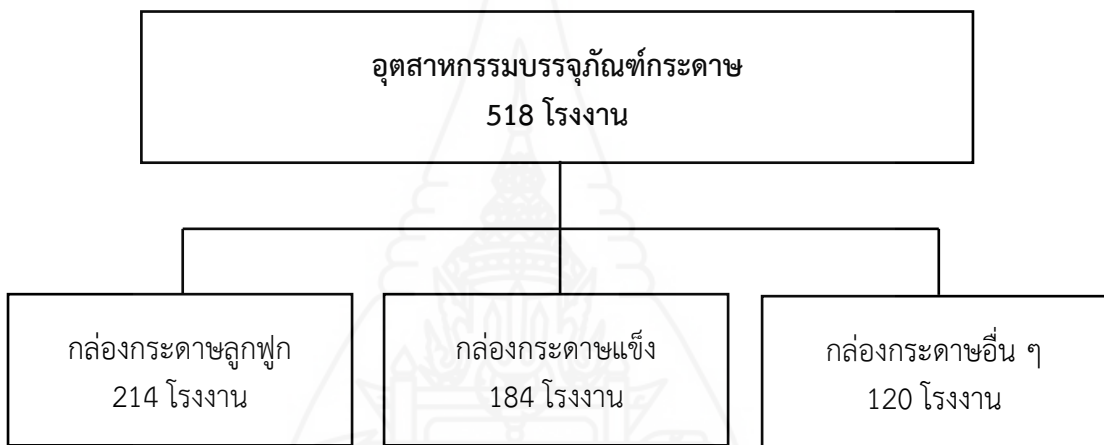 อุตสาหกรรมบรรจุภัณฑ์กระดาษ
518 โรงงาน
กล่องกระดาษลูกฟูก
214 โรงงาน
กล่องกระดาษแข็ง
184 โรงงาน
กล่องกระดาษอื่น ๆ
120 โรงงาน